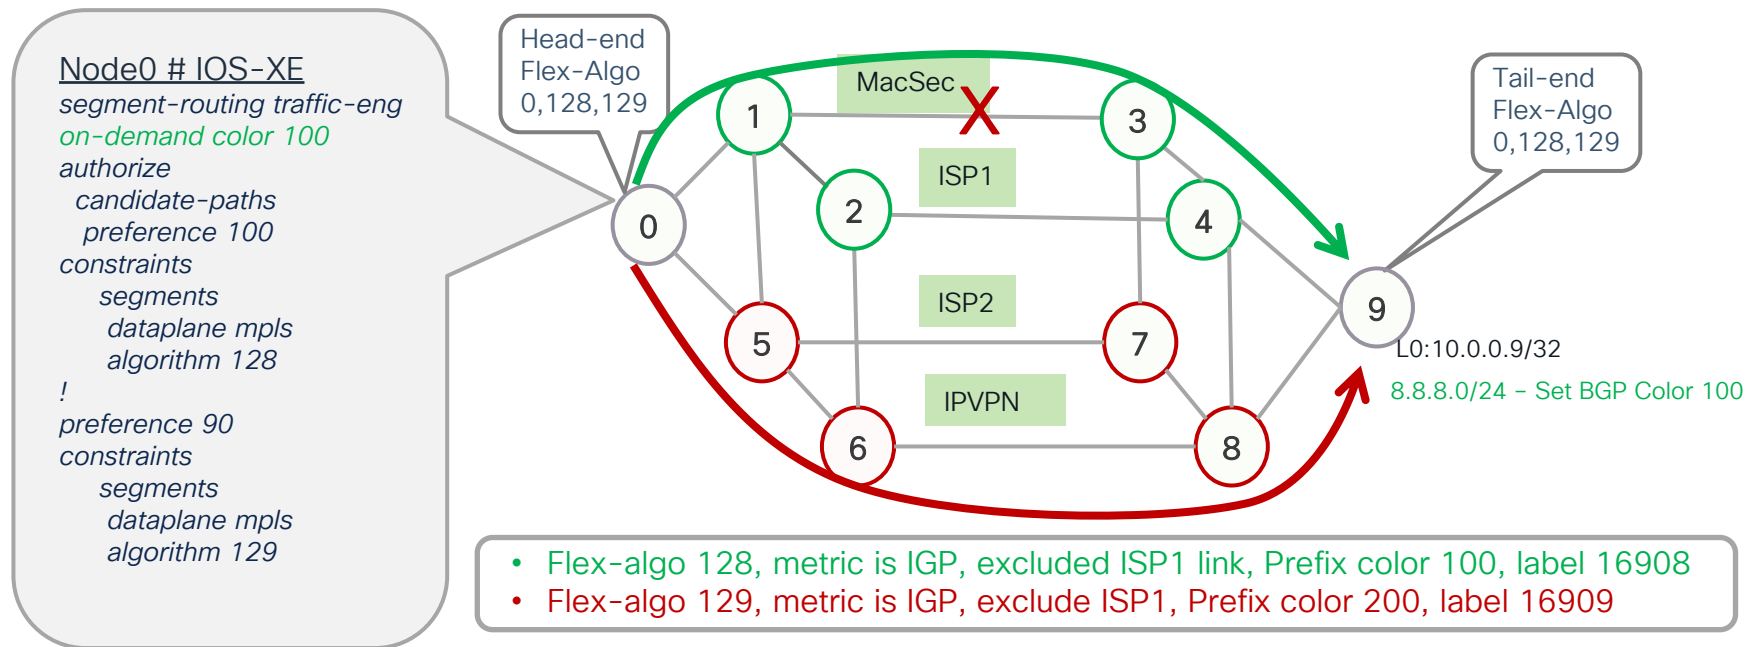 Node0 # IOS-XE
segment-routing traffic-eng
on-demand color 100
authorize
candidate-paths
preference 100
constraints
segments
dataplane mpls
algorithm 128
!
preference 90
constraints
segments
dataplane mpls
algorithm 129
Head-end
Flex-Algo
0,128,129
MacSec
X
1
3
ISP1
2
4
0
ISP2
5
7
IPVPN
6
8
Tail-end
Flex-Algo
0,128,129
9
L0:10.0.0.9/32
8.8.8.0/24 – Set BGP Color 100
• Flex-algo 128, metric is IGP, excluded ISP1 link, Prefix color 100, label 16908
• Flex-algo 129, metric is IGP, exclude ISP1, Prefix color 200, label 16909